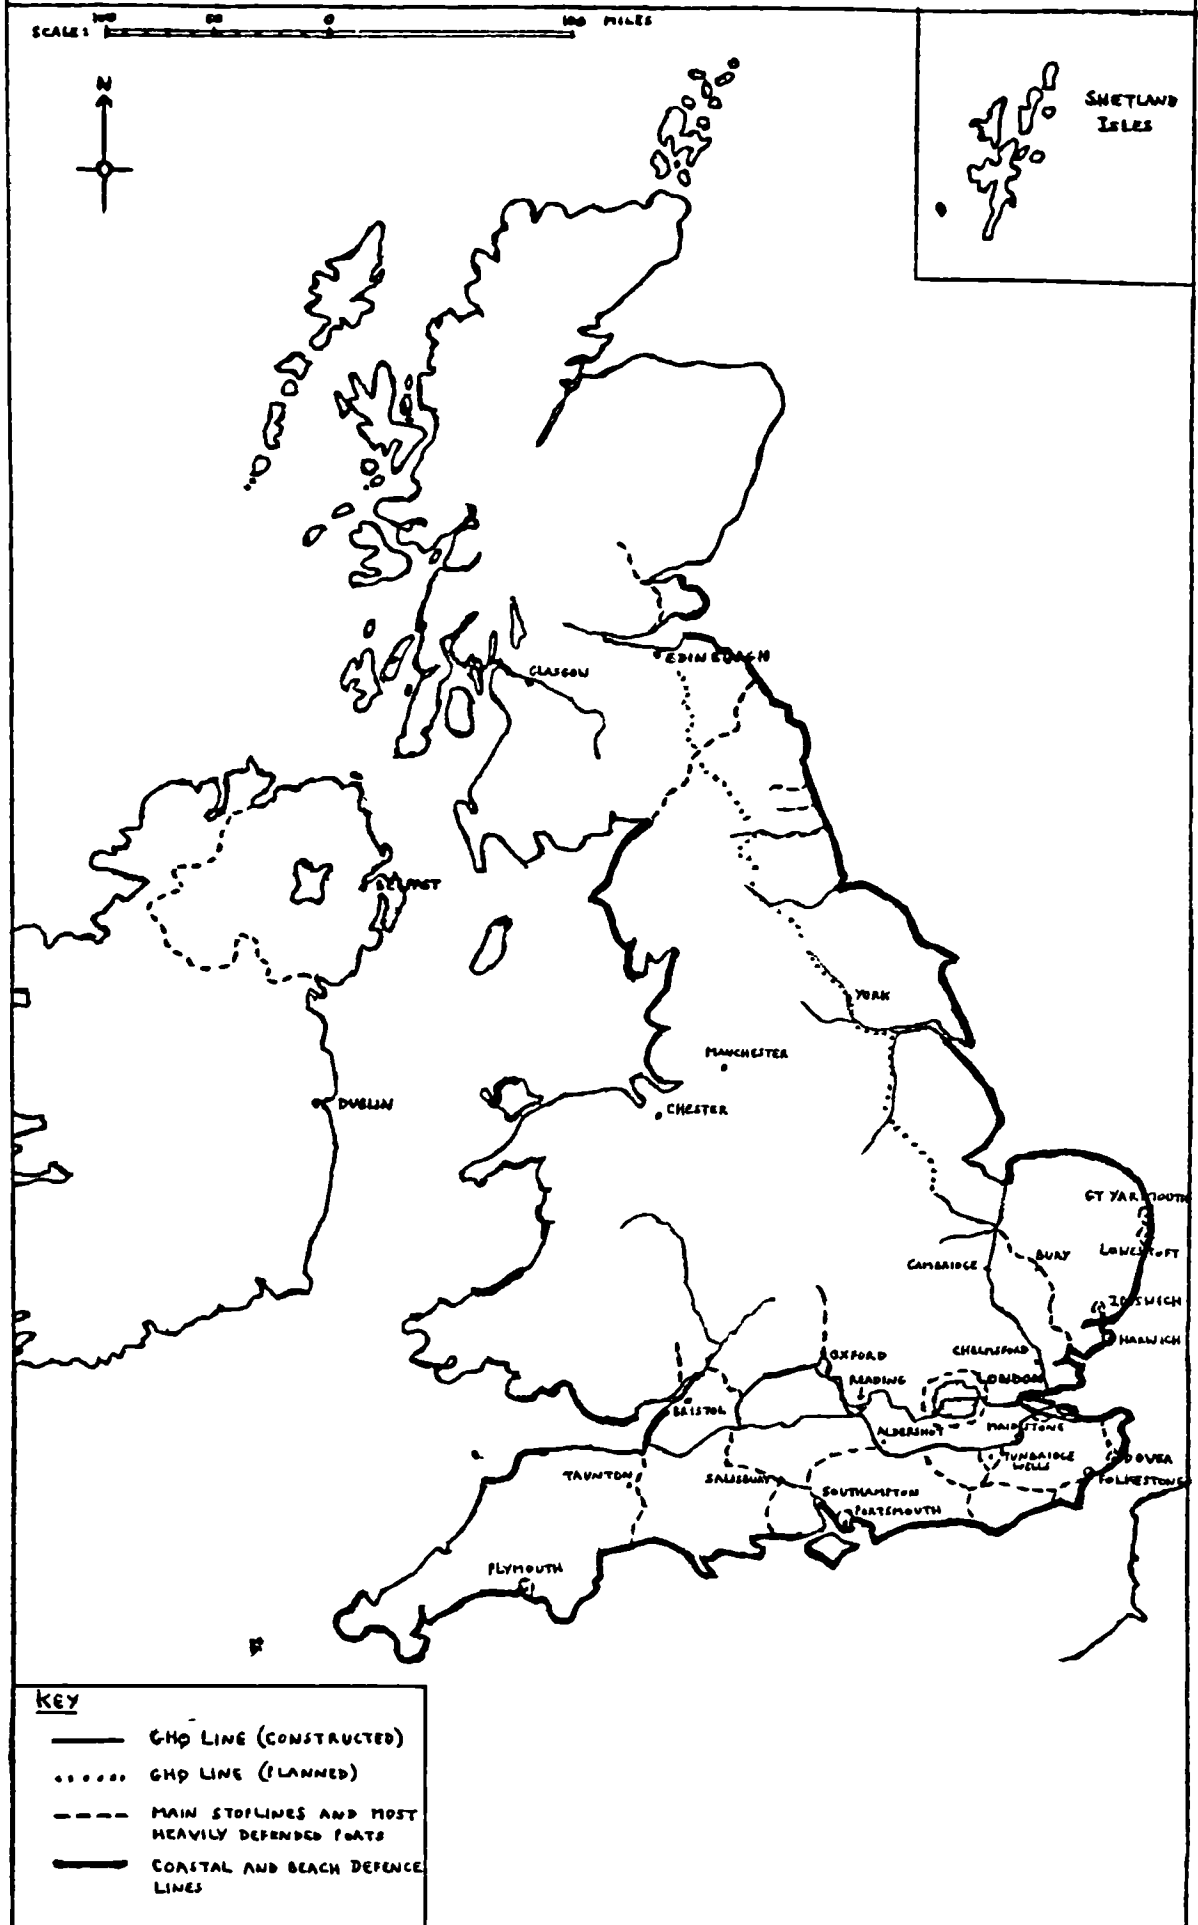 SCALE: 100 50 0 100 MILES
N
SHETLAND
ISLES
EDINBURGH
GLASGOW
BELFAST
YORK
MANCHESTER
DUBLIN
CHESTER
GT YARMOUTH
LOWESTOFT
BURY
CAMBRIDGE
IPSWICH
HARWICH
CHELMSFORD
OXFORD
READING
LONDON
BRISTOL
ALDERSHOT
MAIDSTONE
TUNBRIDGE
WELLS
DOVER
FOLKESTONE
TAUNTON
SALISBURY
SOUTHAMPTON
PORTSMOUTH
PLYMOUTH
KEY
GHQ LINE (CONSTRUCTED)
GHQ LINE (PLANNED)
MAIN STOPLINES AND MOST
HEAVILY DEFENDED PORTS
COASTAL AND BEACH DEFENCE
LINES